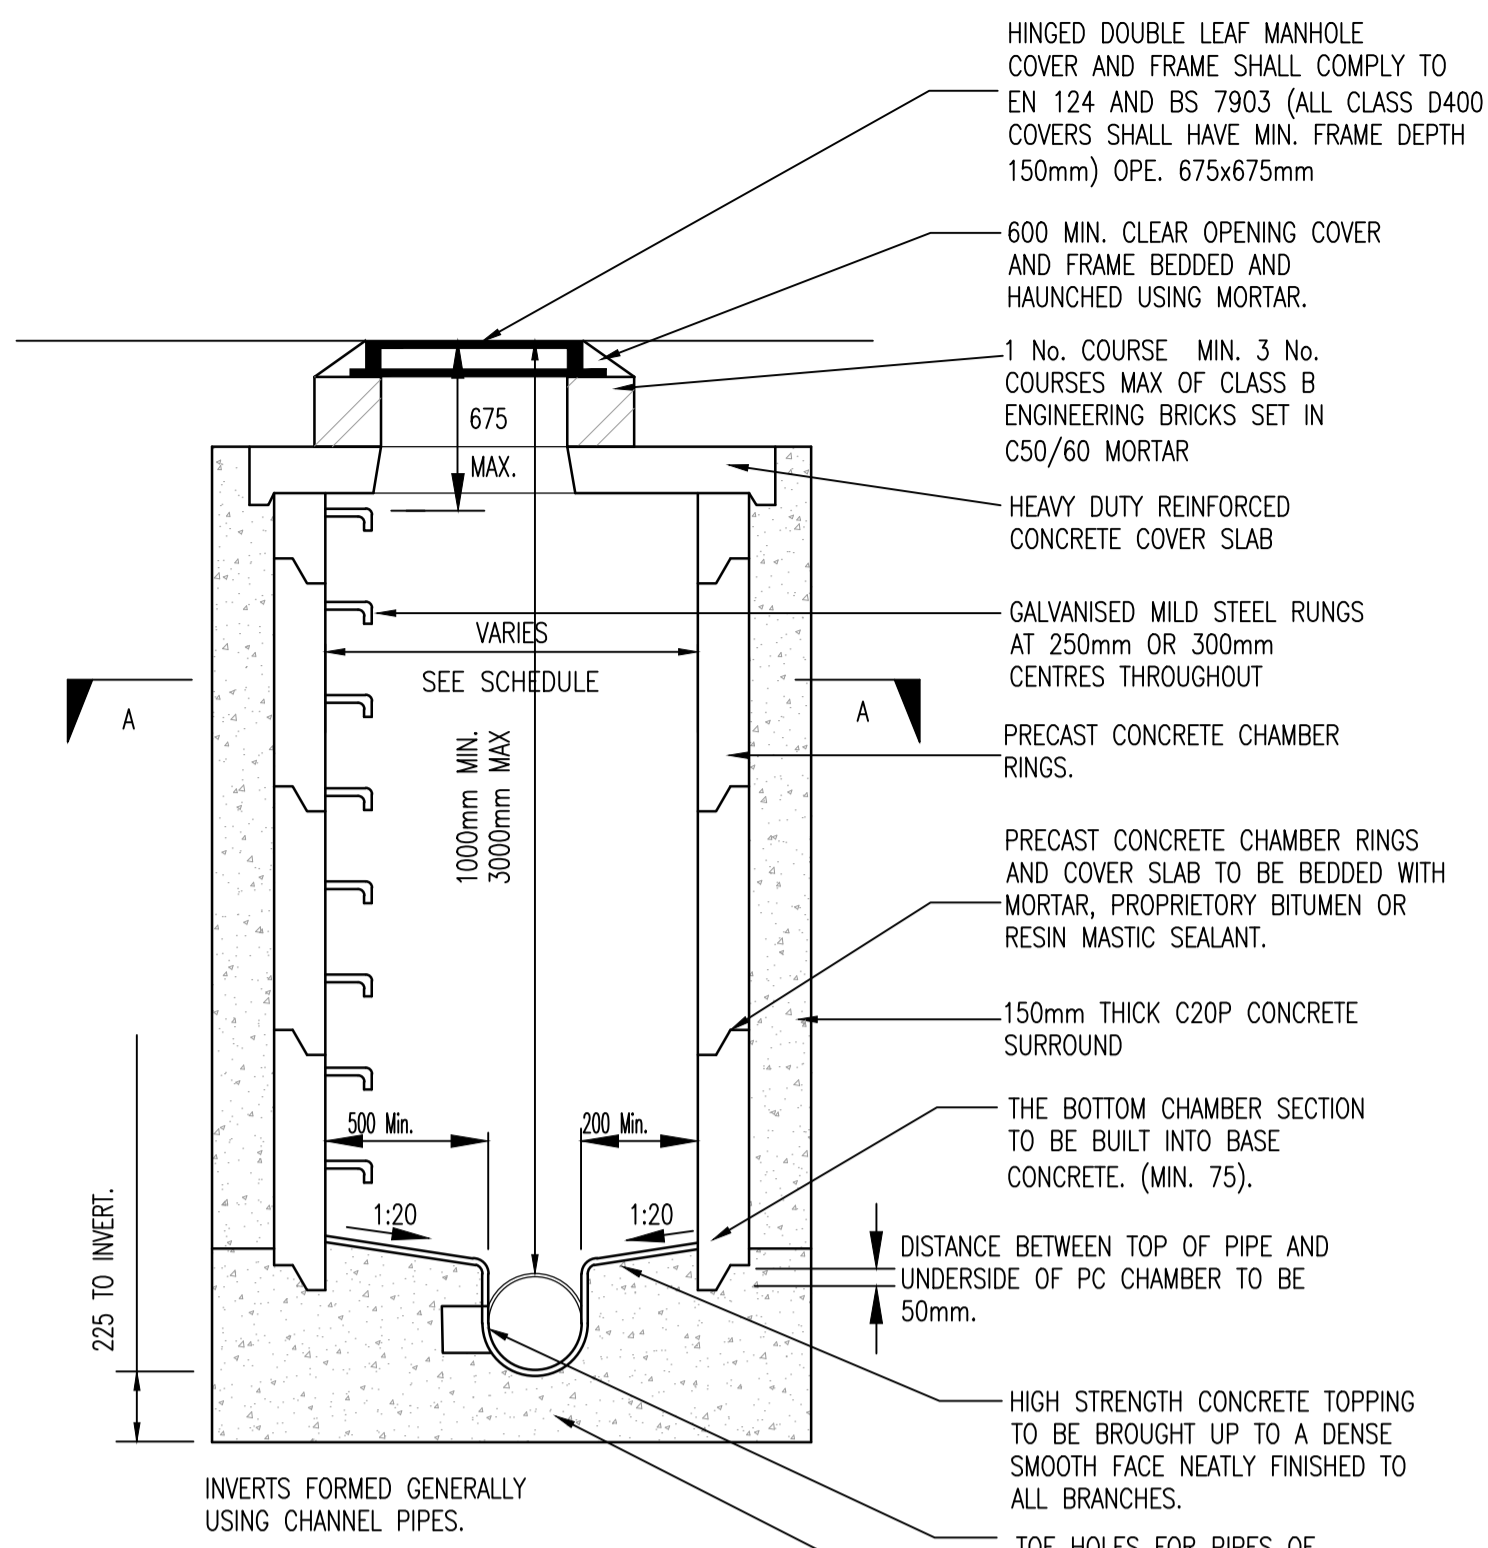 HINGED DOUBLE LEAF MANHOLE
COVER AND FRAME SHALL COMPLY TO
EN 124 AND BS 7903 (ALL CLASS D400
COVERS SHALL HAVE MIN. FRAME DEPTH
150mm) OPE. 675x675mm
600 MIN. CLEAR OPENING COVER
AND FRAME BEDDED AND
HAUNCHED USING MORTAR.
1 No. COURSE MIN. 3 No.
COURSES MAX OF CLASS B
ENGINEERING BRICKS SET IN
C50/60 MORTAR
675
MAX.
HEAVY DUTY REINFORCED
CONCRETE COVER SLAB
GALVANISED MILD STEEL RUNGS
AT 250mm OR 300mm
CENTRES THROUGHOUT
VARIES
SEE SCHEDULE
A
A
1000mm MIN.
3000mm MAX
PRECAST CONCRETE CHAMBER
RINGS.
PRECAST CONCRETE CHAMBER RINGS
AND COVER SLAB TO BE BEDDED WITH
MORTAR, PROPRIETORY BITUMEN OR
RESIN MASTIC SEALANT.
150mm THICK C20P CONCRETE
SURROUND
500 Min.
200 Min.
THE BOTTOM CHAMBER SECTION
TO BE BUILT INTO BASE
CONCRETE. (MIN. 75).
1:20
1:20
225 TO INVERT.
DISTANCE BETWEEN TOP OF PIPE AND
UNDERSIDE OF PC CHAMBER TO BE
50mm.
HIGH STRENGTH CONCRETE TOPPING
TO BE BROUGHT UP TO A DENSE
SMOOTH FACE NEATLY FINISHED TO
ALL BRANCHES.
INVERTS FORMED GENERALLY
USING CHANNEL PIPES.
TOE HOLES FOR PIPES OF